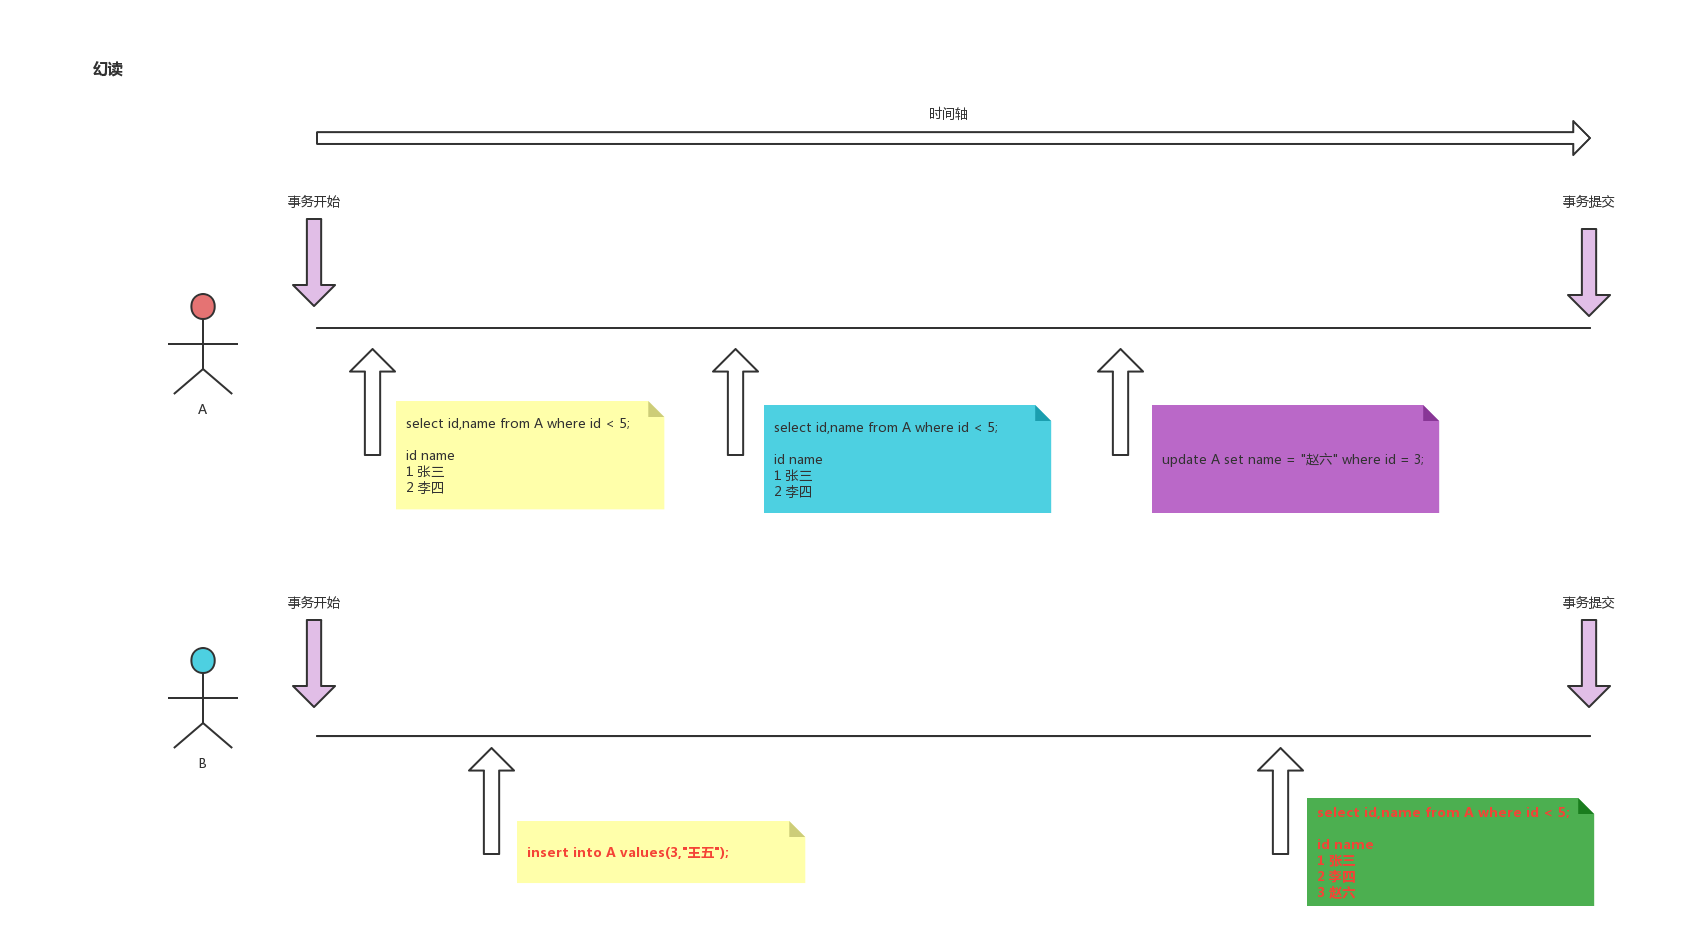 幻读
时间轴
事务开始
事务提交
A
select id,name from A where id < 5;
id name
1 张三
2 李四
select id,name from A where id < 5;
id name
1 张三
2 李四
update A set name = "赵六" where id = 3;
事务开始
事务提交
B
insert into A values(3,"王五");
select id,name from A where id < 5;
id name
1 张三
2 李四
3 赵六